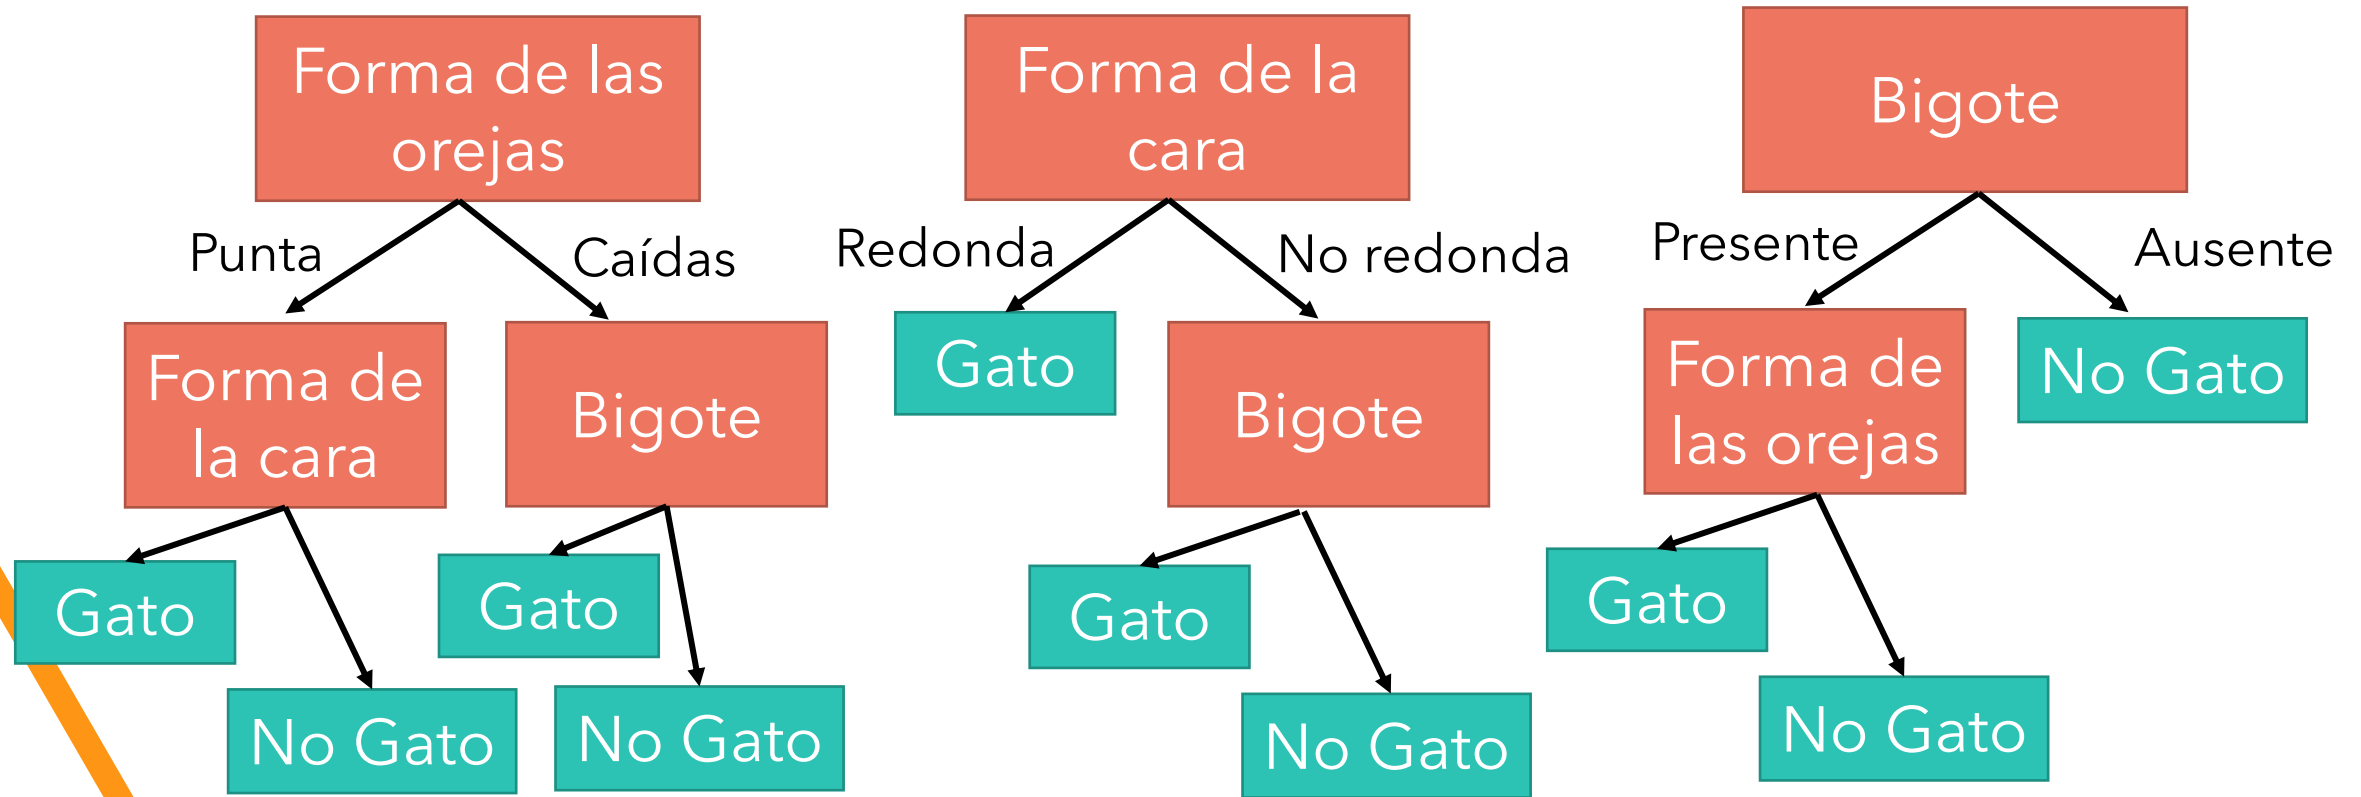 Forma de las
orejas
Punta
Caídas
Forma de
la cara
Bigote
Gato
No Gato
Gato
No Gato
Forma de la
cara
Redonda
No redonda
Gato
Bigote
Gato
No Gato
Bigote
Presente
Ausente
Forma de
las orejas
No Gato
Gato
No Gato